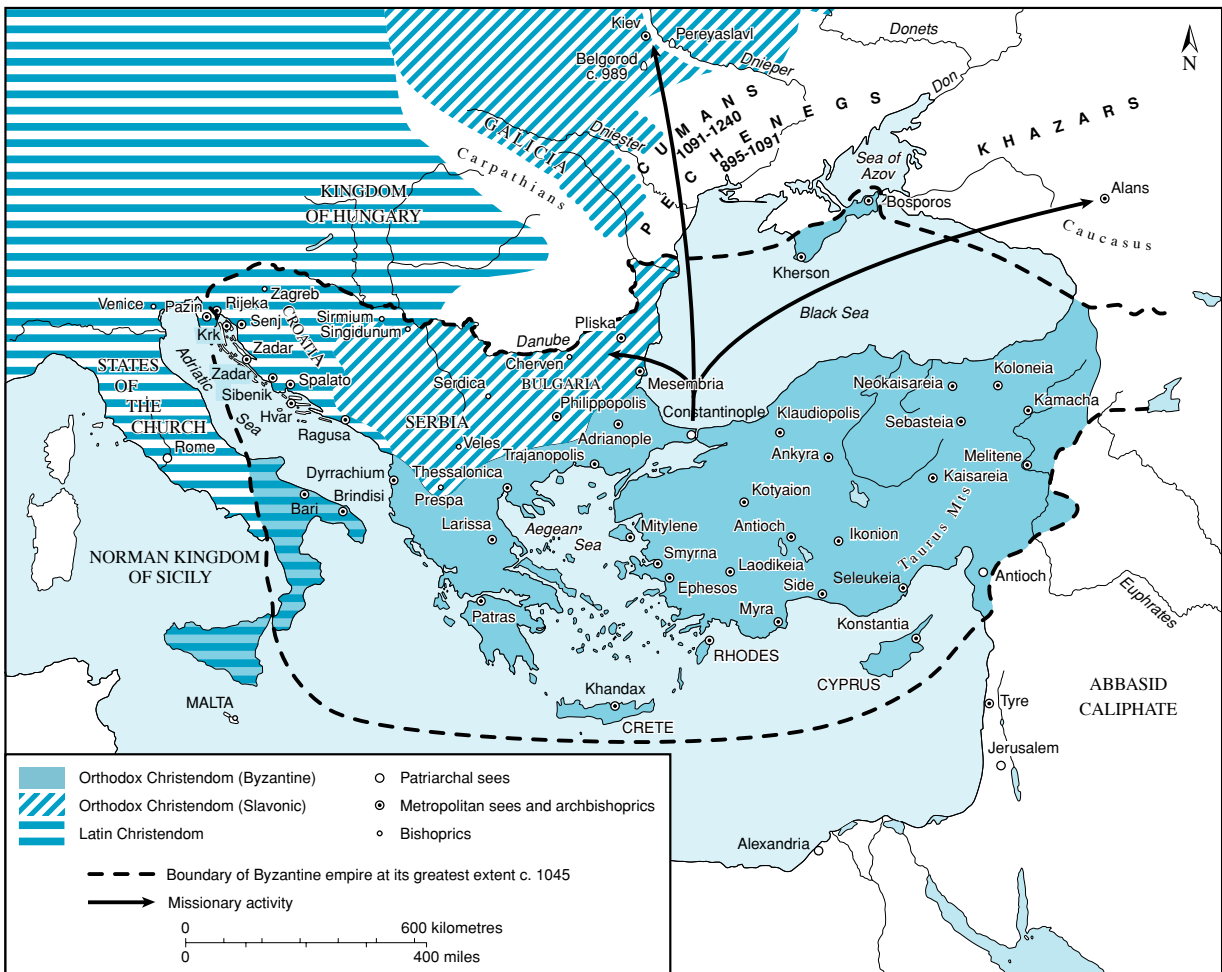 Kiev
Pereyaslavl
Belgorod
c. 989
Donets
Dnieper
Don
N
CUMANS
1091-1240
PECHENEGS
895-1091
KHAZARS
GALICIA
Dniester
Carpathians
Sea of
Azov
Alans
Bosporos
Caucasus
KINGDOM
OF HUNGARY
Kherson
Black Sea
Venice
Pazin
Rijeka
Zagreb
Krk
Senj
CROATIA
Sirmium
Singidunum
Pliska
Danube
Zadar
Cherven
Mesembria
STATES
OF
THE
CHURCH
Adriatic
Sea
Zadar
Sibenik
Spalato
Hvar
Serdica
BULGARIA
Philippopolis
Constantinople
Neokaisareia
Koloneia
Kamacha
Klaudiopolis
Sebasteia
Ragusa
SERBIA
Adrianople
Rome
Veles
Trajanopolis
Ankyra
Melitene
Dyrrachium
Thessalonica
Kaisareia
Brindisi
Prespa
Kotyaion
Bari
Larissa
Aegean
Sea
Mitylene
Antioch
Ikonion
Taurus Mts
NORMAN KINGDOM
OF SICILY
Smyrna
Laodikeia
Ephesos
Side
Seleukeia
Antioch
Euphrates
Patras
Myra
Konstantia
RHODES
CYPRUS
Khandax
CRETE
MALTA
ABBASID
CALIPHATE
Tyre
Jerusalem
Alexandria
Orthodox Christendom (Byzantine)
Orthodox Christendom (Slavonic)
Latin Christendom
Patriarchal sees
Metropolitan sees and archbishoprics
Bishoprics
Boundary of Byzantine empire at its greatest extent c. 1045
Missionary activity
0 600 kilometres
0 400 miles